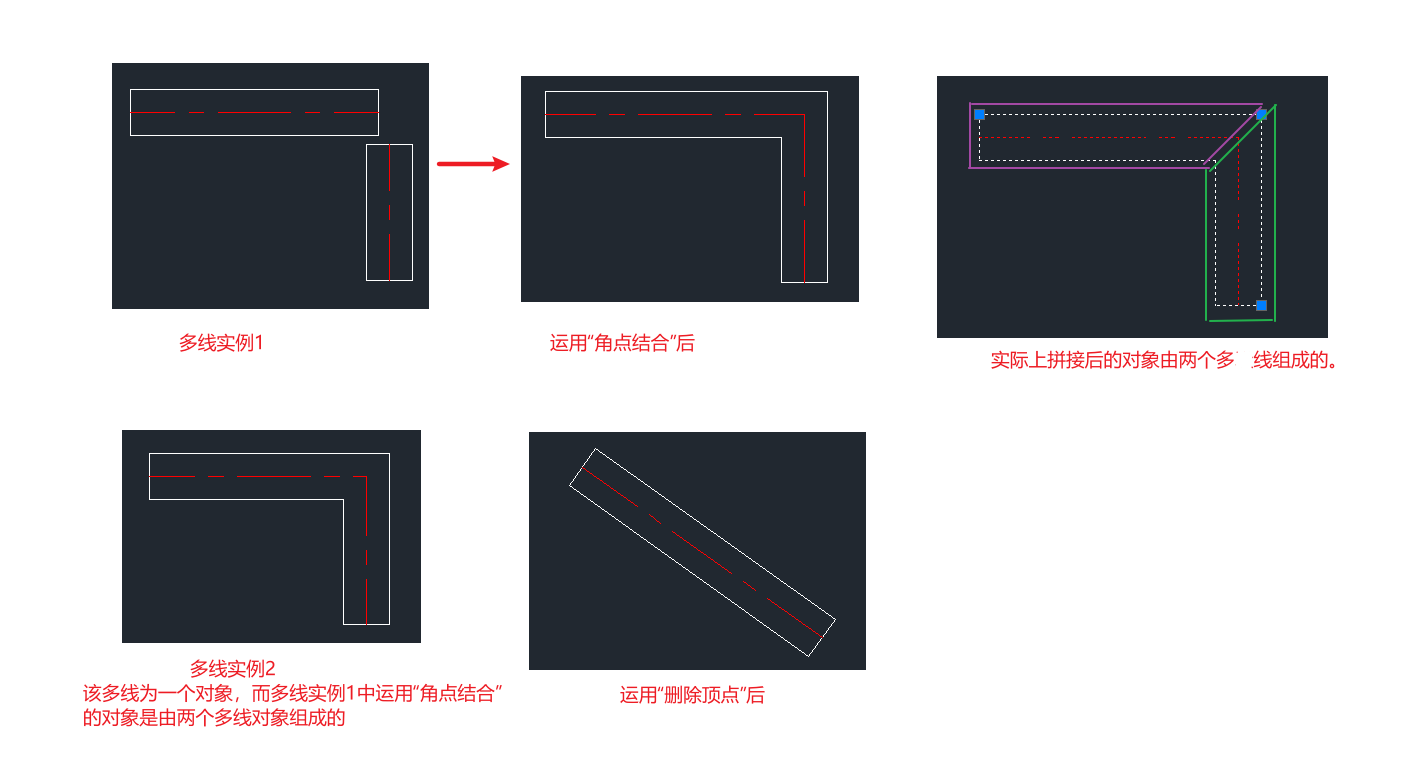 多线实例1
运用“角点结合”后
实际上拼接后的对象由两个多 线组成的。
多线实例2
该多线为一个对象，而多线实例1中运用“角点结合”
的对象是由两个多线对象组成的
运用“删除顶点”后